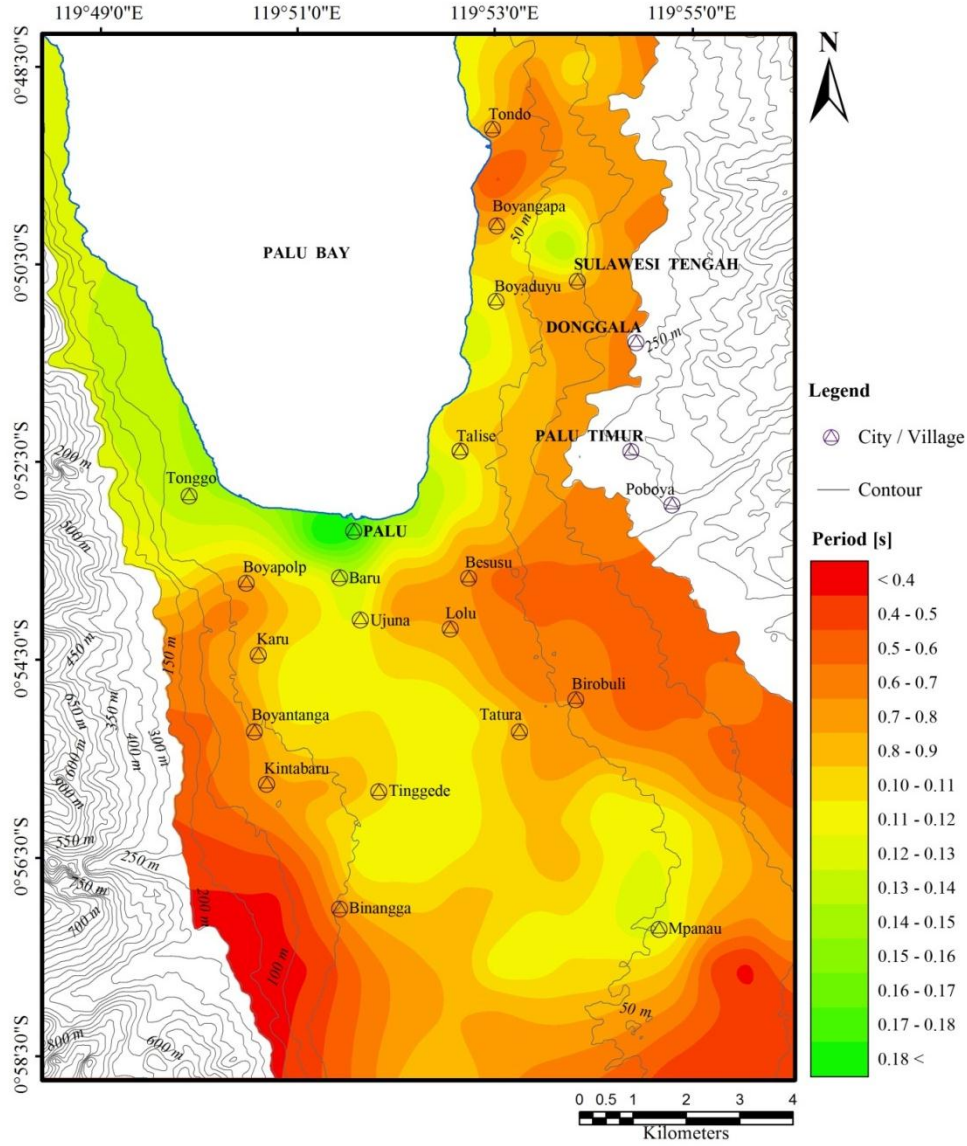 119°49'0"E 119°51'0"E 119°53'0"E 119°55'0"E
0°48'30"S
0°50'30"S
0°52'30"S
0°54'30"S
0°56'30"S
0°58'30"S
N
Tondo
Boyangapa
50 m
PALU BAY
SULAWESI TENGAH
Boyaduyu
DONGGALA
250 m
Talise
PALU TIMUR
200 m
Tonggo
Poboya
500 m
PALU
Boyapolp
Baru
Besusu
Ujuna
Lolu
450 m
Karu
150 m
650 m
350 m
Birobuli
Boyantanga
Tatura
600 m
400 m
300 m
900 m
Kintabaru
Tinggede
550 m
250 m
750 m
200 m
700 m
Binangga
Mpanau
100 m
50 m
800 m
600 m
Legend
City / Village
Contour
Period [s]
< 0.4
0.4 - 0.5
0.5 - 0.6
0.6 - 0.7
0.7 - 0.8
0.8 - 0.9
0.10 - 0.11
0.11 - 0.12
0.12 - 0.13
0.13 - 0.14
0.14 - 0.15
0.15 - 0.16
0.16 - 0.17
0.17 - 0.18
0.18 <
0 0.5 1 2 3 4
Kilometers